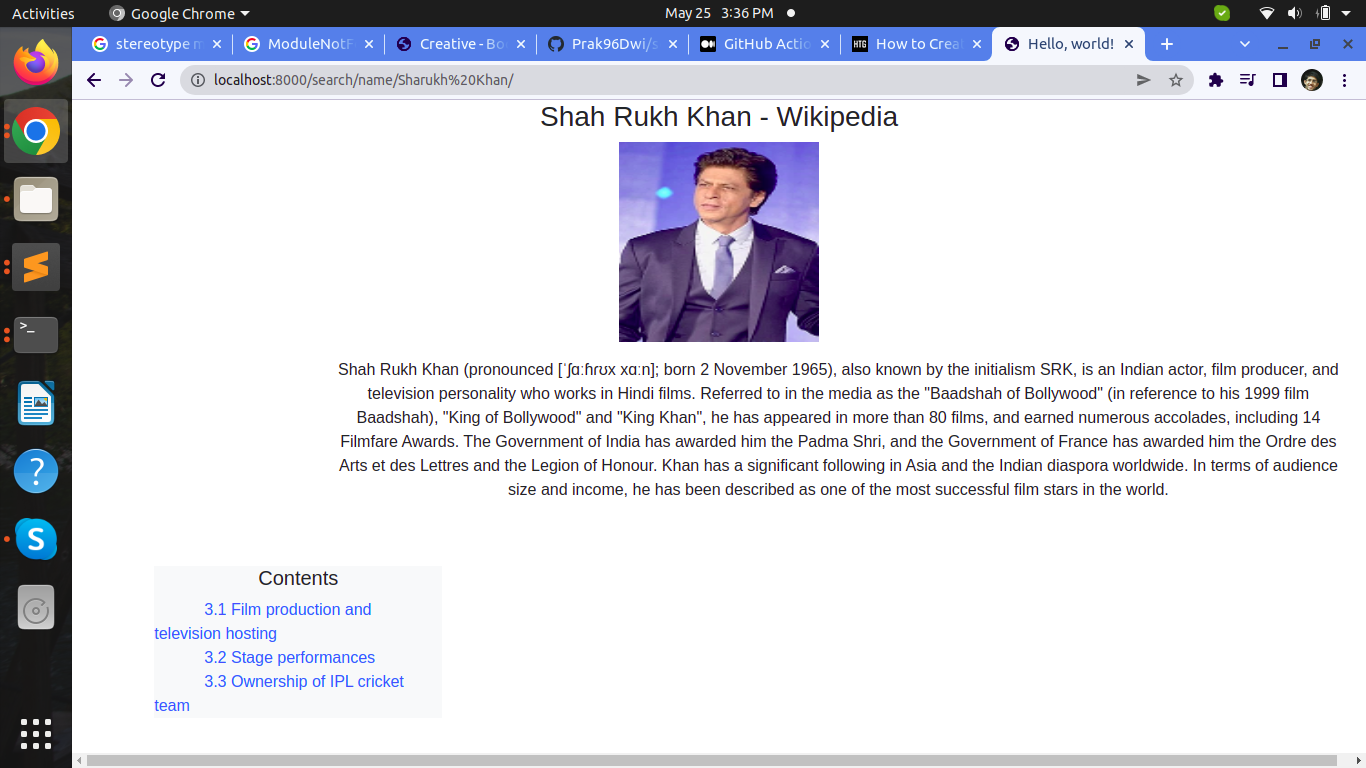 Activities Google Chrome May 25 3:36 PM
stereotype m ModuleNotF Creative - Bo Prak96Dwi/s GitHub Actio HTG How to Creat Hello, world!
localhost:8000/search/name/Sharukh%20Khan/
Shah Rukh Khan - Wikipedia
Shah Rukh Khan (pronounced [ˈʃɑːɦrʊx xɑːn]; born 2 November 1965), also known by the initialism SRK, is an Indian actor, film producer, and
television personality who works in Hindi films. Referred to in the media as the "Baadshah of Bollywood" (in reference to his 1999 film
Baadshah), "King of Bollywood" and "King Khan", he has appeared in more than 80 films, and earned numerous accolades, including 14
Filmfare Awards. The Government of India has awarded him the Padma Shri, and the Government of France has awarded him the Ordre des
Arts et des Lettres and the Legion of Honour. Khan has a significant following in Asia and the Indian diaspora worldwide. In terms of audience
size and income, he has been described as one of the most successful film stars in the world.
Contents
3.1 Film production and
television hosting
3.2 Stage performances
3.3 Ownership of IPL cricket
team